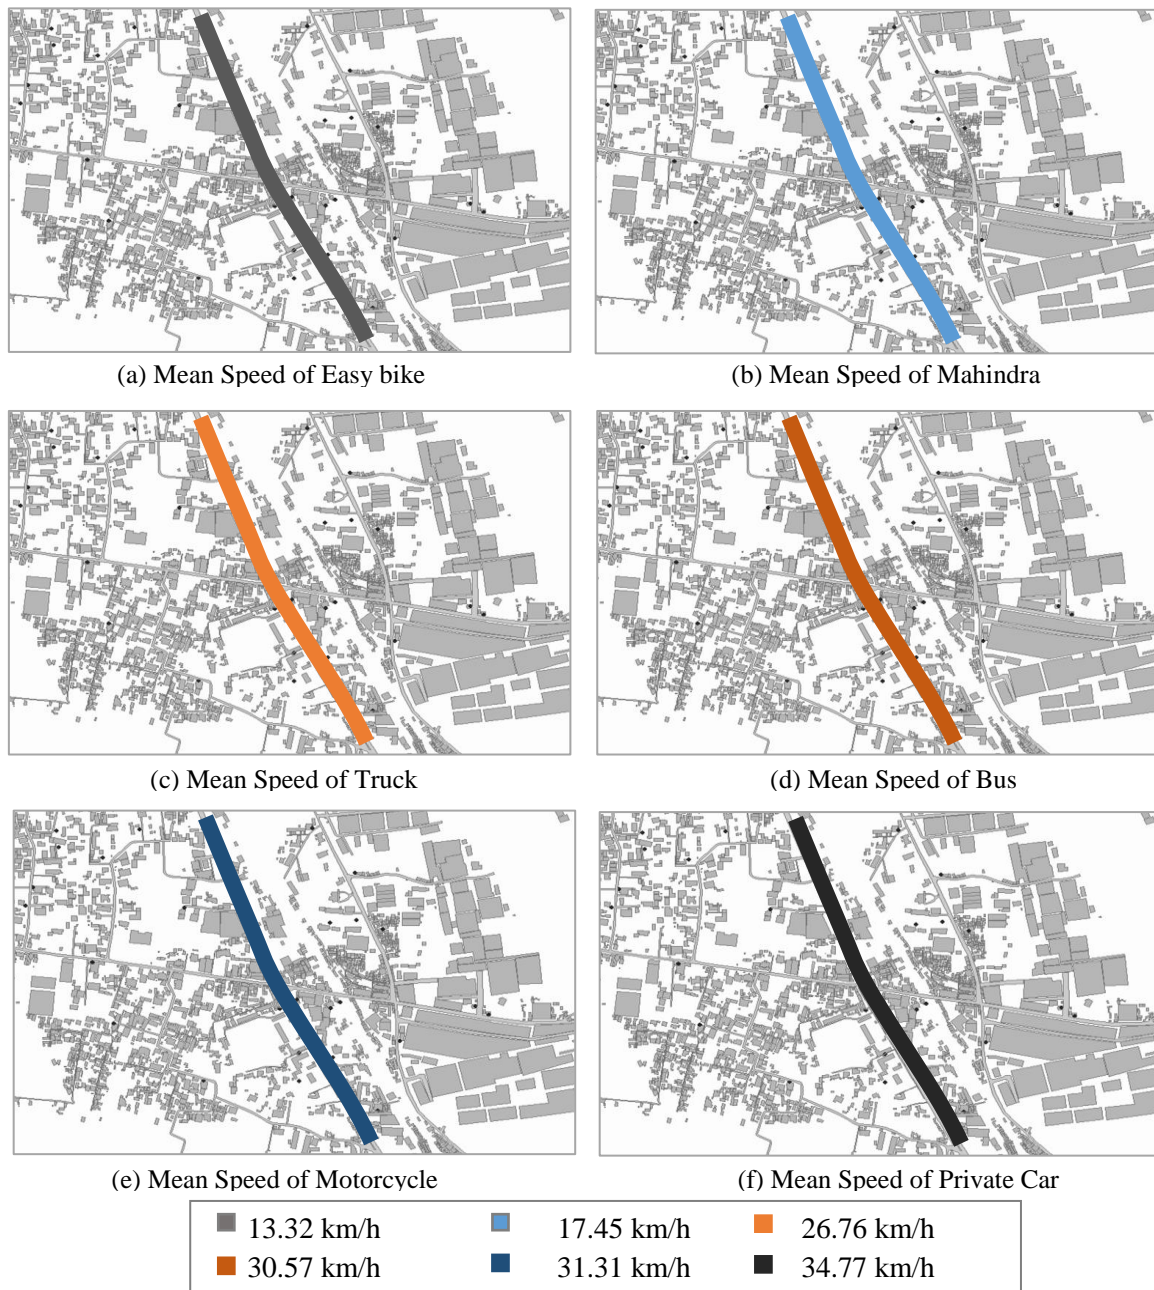 (a) Mean Speed of Easy bike
(b) Mean Speed of Mahindra
(c) Mean Speed of Truck
(d) Mean Speed of Bus
(e) Mean Speed of Motorcycle
(f) Mean Speed of Private Car
13.32 km/h
17.45 km/h
26.76 km/h
30.57 km/h
31.31 km/h
34.77 km/h